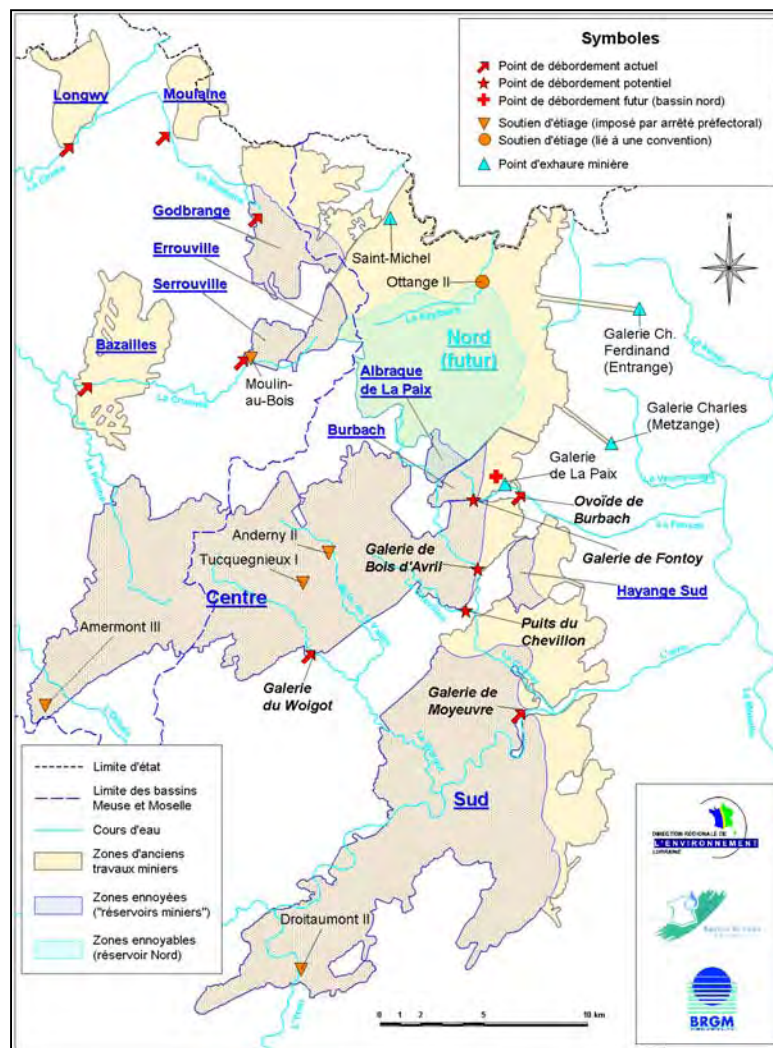 Symboles
Point de débordement actuel
Point de débordement potentiel
Point de débordement futur (bassin nord)
Soutien d'étiage (imposé par arrêté préfectoral)
Soutien d'étiage (lié à une convention)
Point d'exhaure minière
Longwy
Moulaine
La Chiers
La Moulaine
N
Godbrange
Saint-Michel
Errouville
Ottange II
Serrouville
La Kaylbach
Nord
(futur)
Galerie Ch.
Ferdinand
(Entrange)
Bazailles
Moulin-
au-Bois
La Crusnes
Albraque
de La Paix
Galerie Charles
(Metzange)
Burbach
Galerie
de La Paix
Ovoïde de
Burbach
Anderny II
Tucquegnieux I
Galerie de
Bois d'Avril
Galerie de Fontoy
Centre
Hayange Sud
Amermont III
Puits du
Chevillon
L'Orne
Galerie
du Woigot
Galerie de
Moyeuvre
La Moselle
Le Woigot
Sud
Limite d'état
Limite des bassins
Meuse et Moselle
Cours d'eau
Zones d'anciens
travaux miniers
Zones ennoyées
("réservoirs miniers")
Zones ennoyables
(réservoir Nord)
Droitaumont II
L'Yron
0 1 2 5 10 km
DIRECTION REGIONALE DE
L'ENVIRONNEMENT
LORRAINE
BRGM